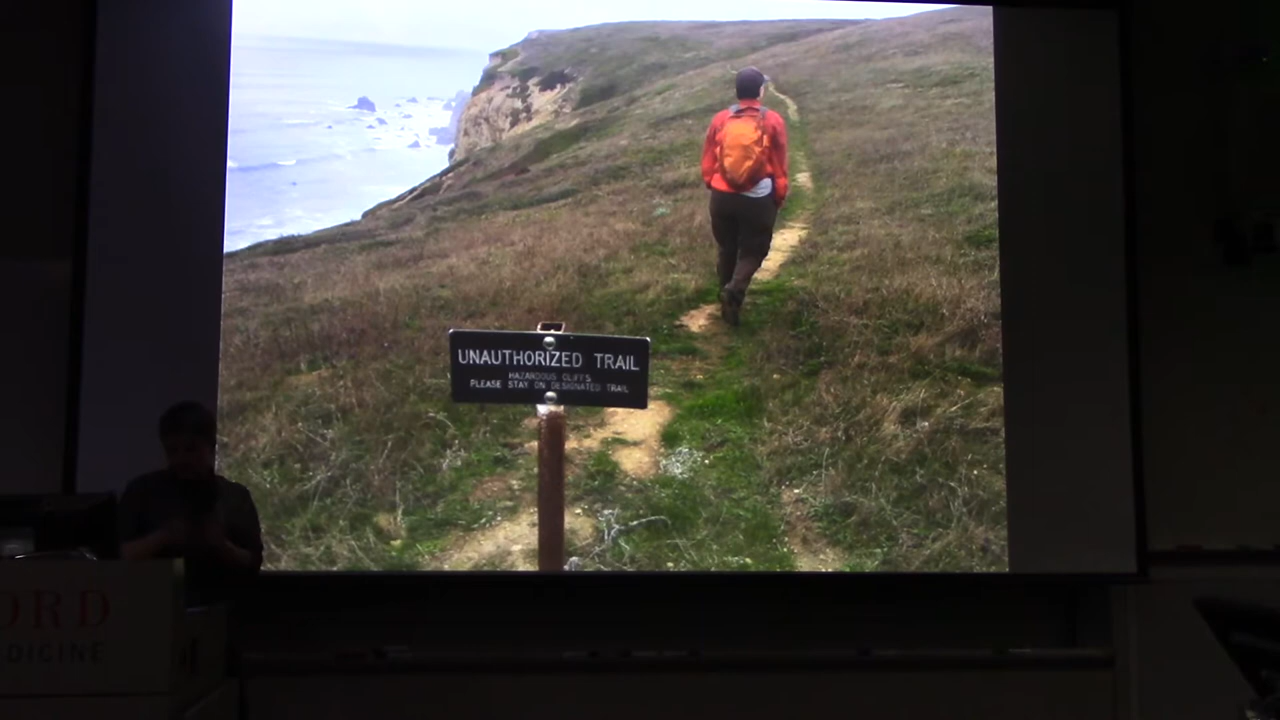 UNAUTHORIZED TRAIL
HAZARDOUS CLIFFS
PLEASE STAY ON DESIGNATED TRAIL
ORD
DICINE